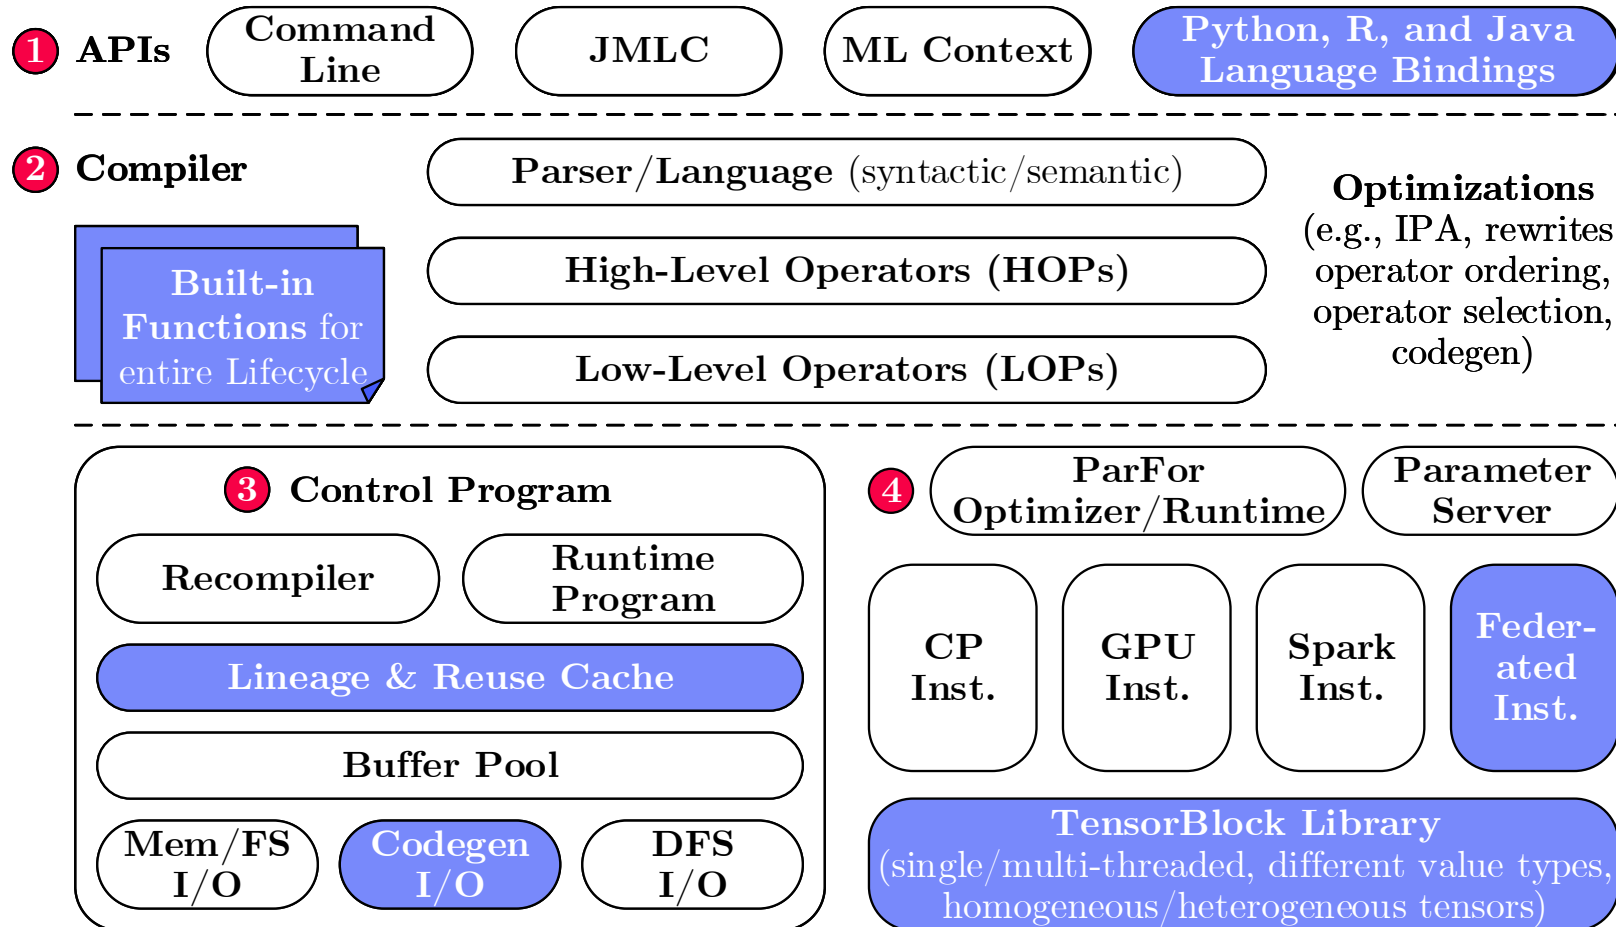 1 APIs
Command
Line
JMLC
ML Context
Python, R, and Java
Language Bindings
2 Compiler
Parser/Language (syntactic/semantic)
High-Level Operators (HOPs)
Low-Level Operators (LOPs)
Built-in
Functions for
entire Lifecycle
Optimizations
(e.g., IPA, rewrites
operator ordering,
operator selection,
codegen)
3 Control Program
Recompiler
Runtime
Program
Lineage & Reuse Cache
Buffer Pool
Mem/FS
I/O
Codegen
I/O
DFS
I/O
4
ParFor
Optimizer/Runtime
Parameter
Server
CP
Inst.
GPU
Inst.
Spark
Inst.
Feder-
ated
Inst.
TensorBlock Library
(single/multi-threaded, different value types,
homogeneous/heterogeneous tensors)